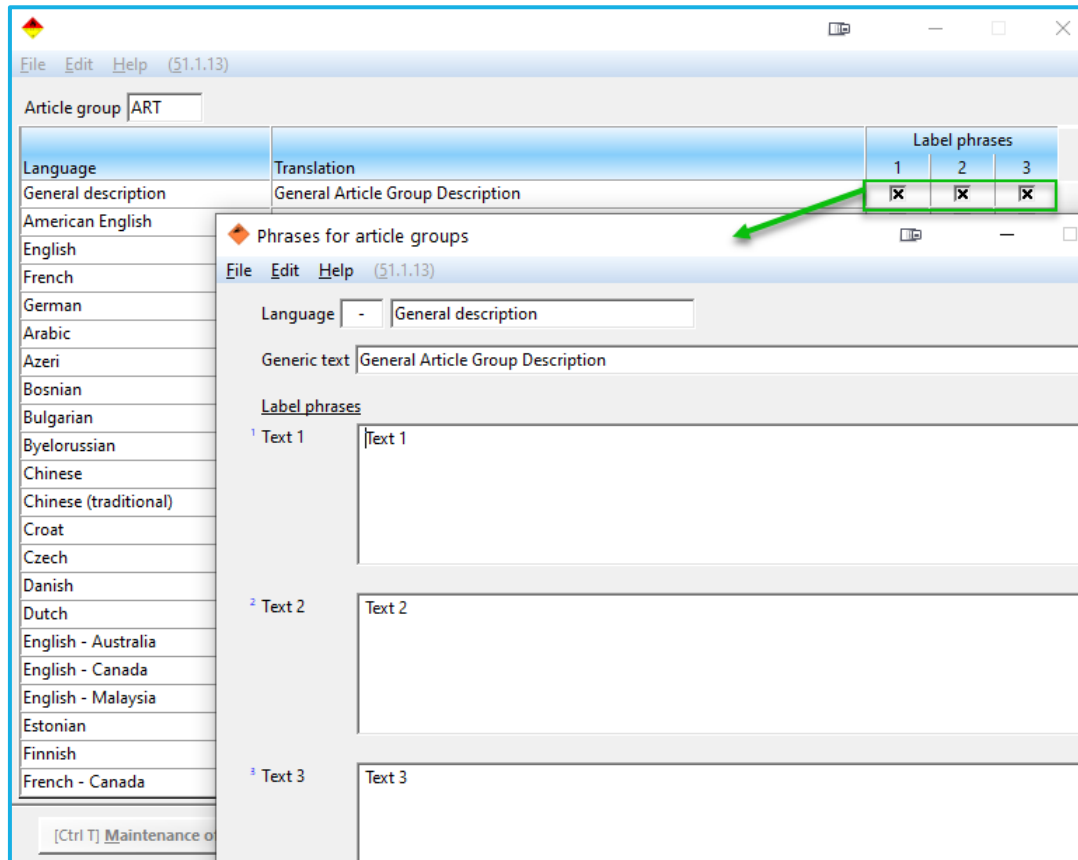 File Edit Help (51.1.13)
Article group ART
Label phrases
Language Translation 1 2 3
General description General Article Group Description
American English
English
French
German
Arabic
Azeri
Bosnian
Bulgarian
Byelorussian
Chinese
Chinese (traditional)
Croat
Czech
Danish
Dutch
English - Australia
English - Canada
English - Malaysia
Estonian
Finnish
French - Canada
[Ctrl T] Maintenance of
Phrases for article groups
File Edit Help (51.1.13)
Language - General description
Generic text General Article Group Description
Label phrases
1 Text 1 Text 1
2 Text 2 Text 2
3 Text 3 Text 3